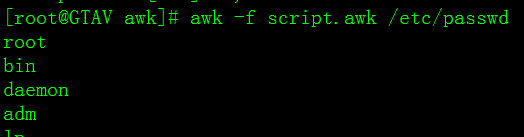 [root@GTAV awk]# awk -f script.awk /etc/passwd
root
bin
daemon
adm